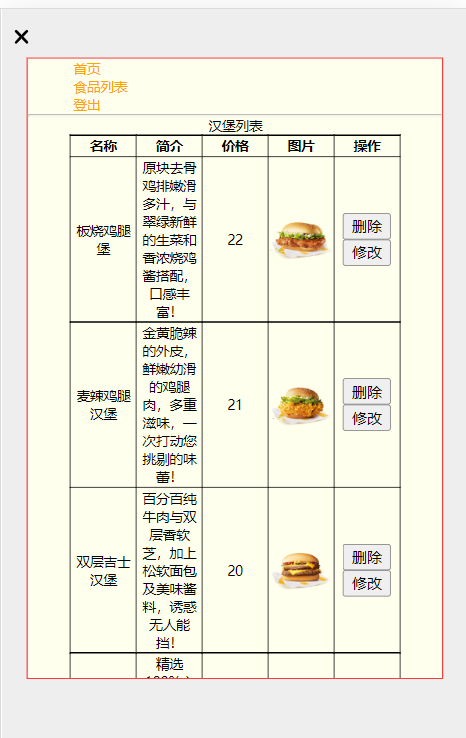 首页
食品列表
登出
汉堡列表
名称 简介 价格 图片 操作
板烧鸡腿
堡
原块去骨
鸡排嫩滑
多汁，与
翠绿新鲜
的生菜和
香浓烧鸡
酱搭配，
口感丰
富！
22
删除
修改
麦辣鸡腿
汉堡
金黄脆辣
的外皮，
鲜嫩幼滑
的鸡腿
肉，多重
滋味，一
次打动您
挑剔的味
蕾！
21
删除
修改
双层吉士
汉堡
百分百纯
牛肉与双
层香软
芝，加上
松软面包
及美味酱
料，诱惑
无人能
挡！
20
删除
修改
精选